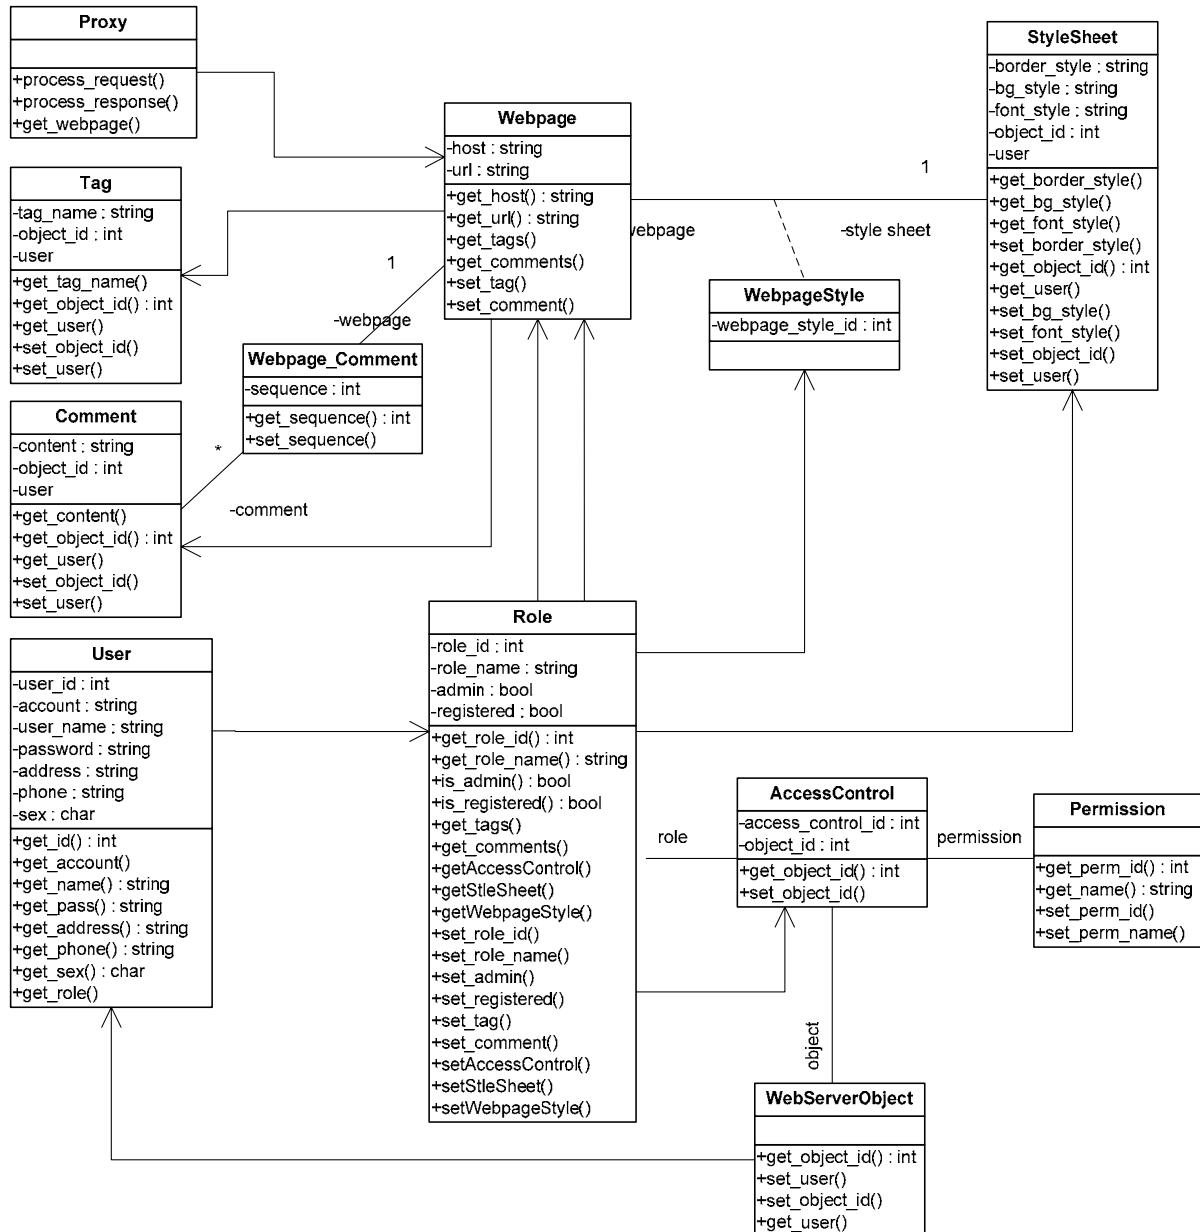 Proxy
+process_request()
+process_response()
+get_webpage()
Tag
-tag_name : string
-object_id : int
-user
+get_tag_name()
+get_object_id() : int
+get_user()
+set_object_id()
+set_user()
Comment
-content : string
-object_id : int
-user
+get_content()
+get_object_id() : int
+get_user()
+set_object_id()
+set_user()
Webpage
-host : string
-url : string
+get_host() : string
+get_url() : string
+get_tags()
+get_comments()
+set_tag()
+set_comment()
1
-webpage
Webpage_Comment
-sequence : int
+get_sequence() : int
+set_sequence()
*
-comment
webpage
-style sheet
1
WebpageStyle
-webpage_style_id : int
StyleSheet
-border_style : string
-bg_style : string
-font_style : string
-object_id : int
-user
+get_border_style()
+get_bg_style()
+get_font_style()
+set_border_style()
+get_object_id() : int
+get_user()
+set_bg_style()
+set_font_style()
+set_object_id()
+set_user()
User
-user_id : int
-account : string
-user_name : string
-password : string
-address : string
-phone : string
-sex : char
+get_id() : int
+get_account()
+get_name() : string
+get_pass() : string
+get_address() : string
+get_phone() : string
+get_sex() : char
+get_role()
Role
-role_id : int
-role_name : string
-admin : bool
-registered : bool
+get_role_id() : int
+get_role_name() : string
+is_admin() : bool
+is_registered() : bool
+get_tags()
+get_comments()
+getAccessControl()
+getStleSheet()
+getWebpageStyle()
+set_role_id()
+set_role_name()
+set_admin()
+set_registered()
+set_tag()
+set_comment()
+setAccessControl()
+setStleSheet()
+setWebpageStyle()
role
AccessControl
-access_control_id : int
-object_id : int
+get_object_id() : int
+set_object_id()
permission
Permission
+get_perm_id() : int
+get_name() : string
+set_perm_id()
+set_perm_name()
object
WebServerObject
+get_object_id() : int
+set_user()
+set_object_id()
+get_user()